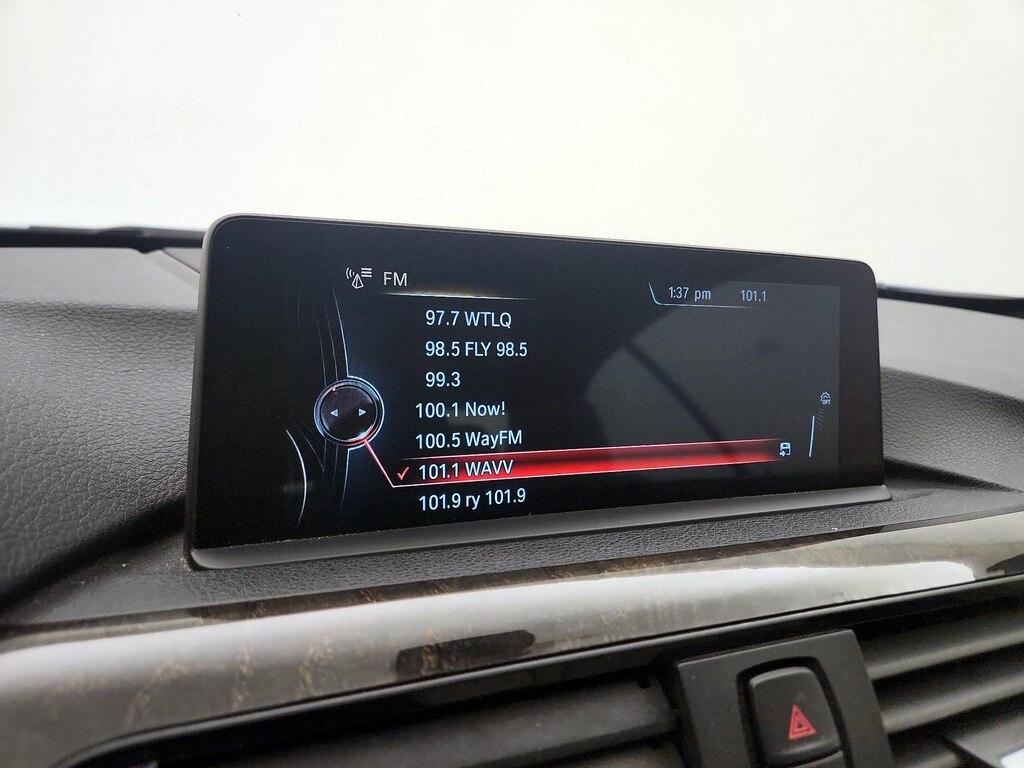 FM
1:37 pm 101.1
97.7 WTLQ
98.5 FLY 98.5
99.3
100.1 Now!
100.5 WayFM
101.1 WAVV
101.9 ry 101.9